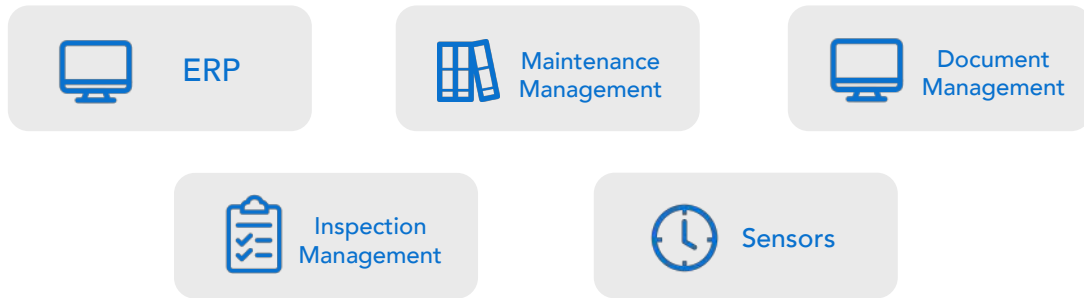 ERP
Maintenance
Management
Document
Management
Inspection
Management
Sensors